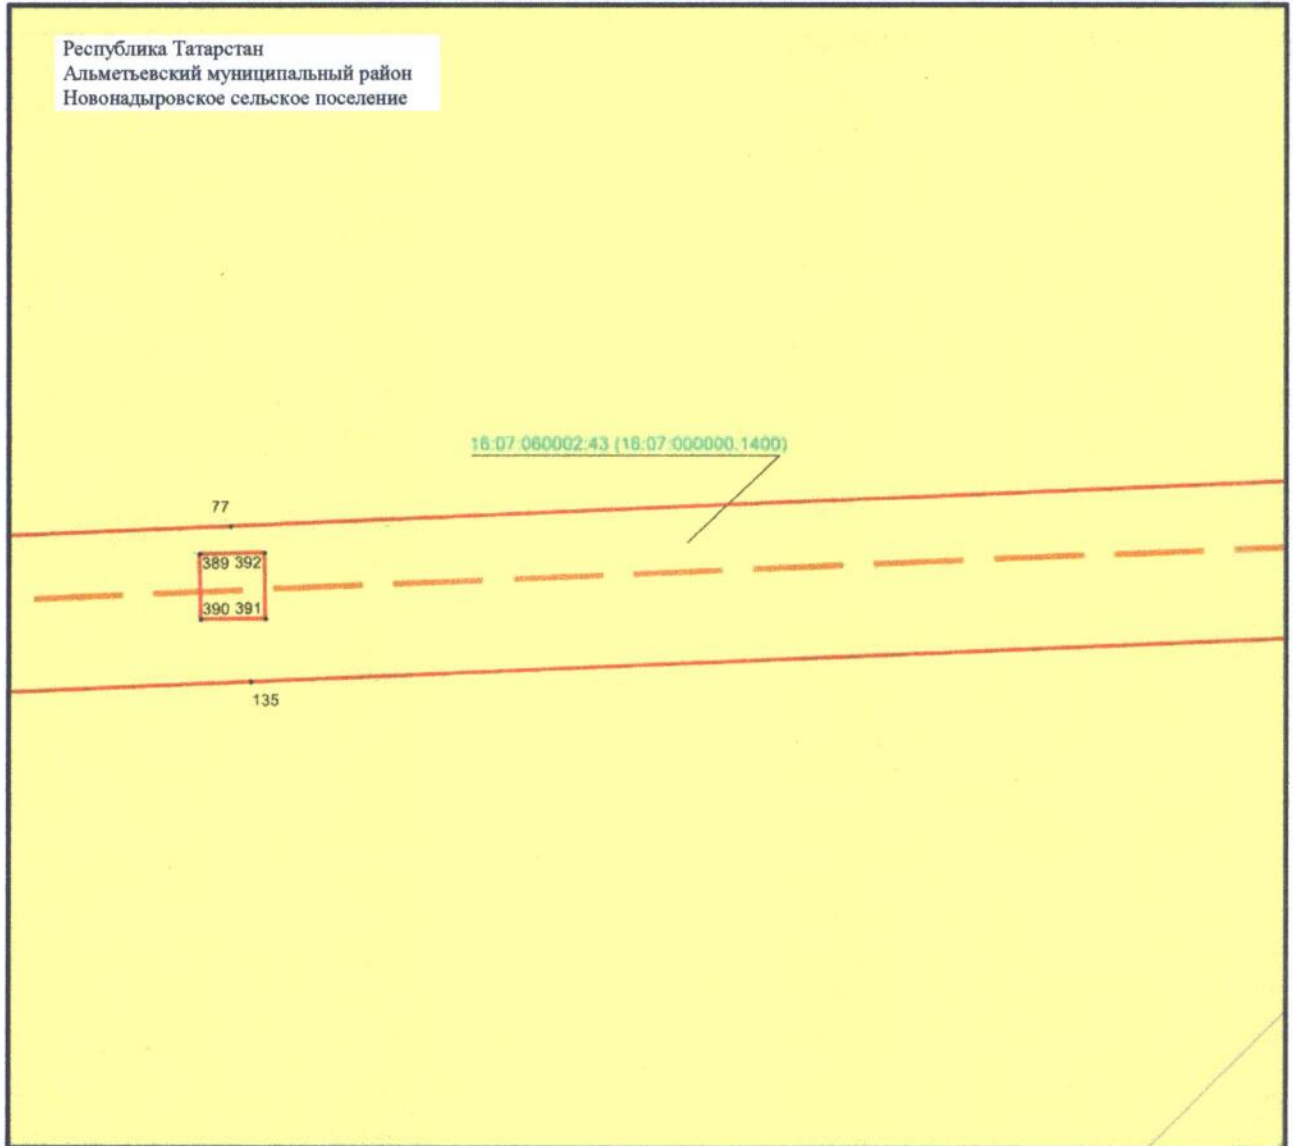 Республика Татарстан
Альметьевский муниципальный район
Новонадыровское сельское поселение
16:07:060002:43 (16:07:000000:1400)
77
389 392
390 391
135